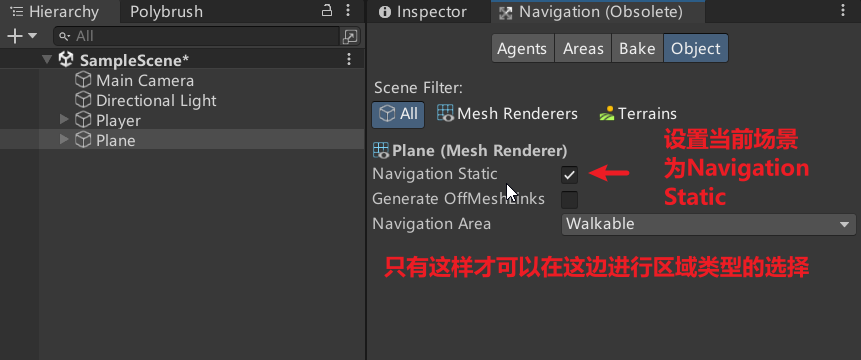 Hierarchy
Polybrush
All
SampleScene*
Main Camera
Directional Light
Player
Plane
Inspector
Navigation (Obsolete)
Agents
Areas
Bake
Object
Scene Filter:
All
Mesh Renderers
Terrains
Plane (Mesh Renderer)
Navigation Static
Generate OffMeshLinks
Navigation Area
Walkable
设置当前场景
为Navigation
Static
只有这样才可以在这边进行区域类型的选择